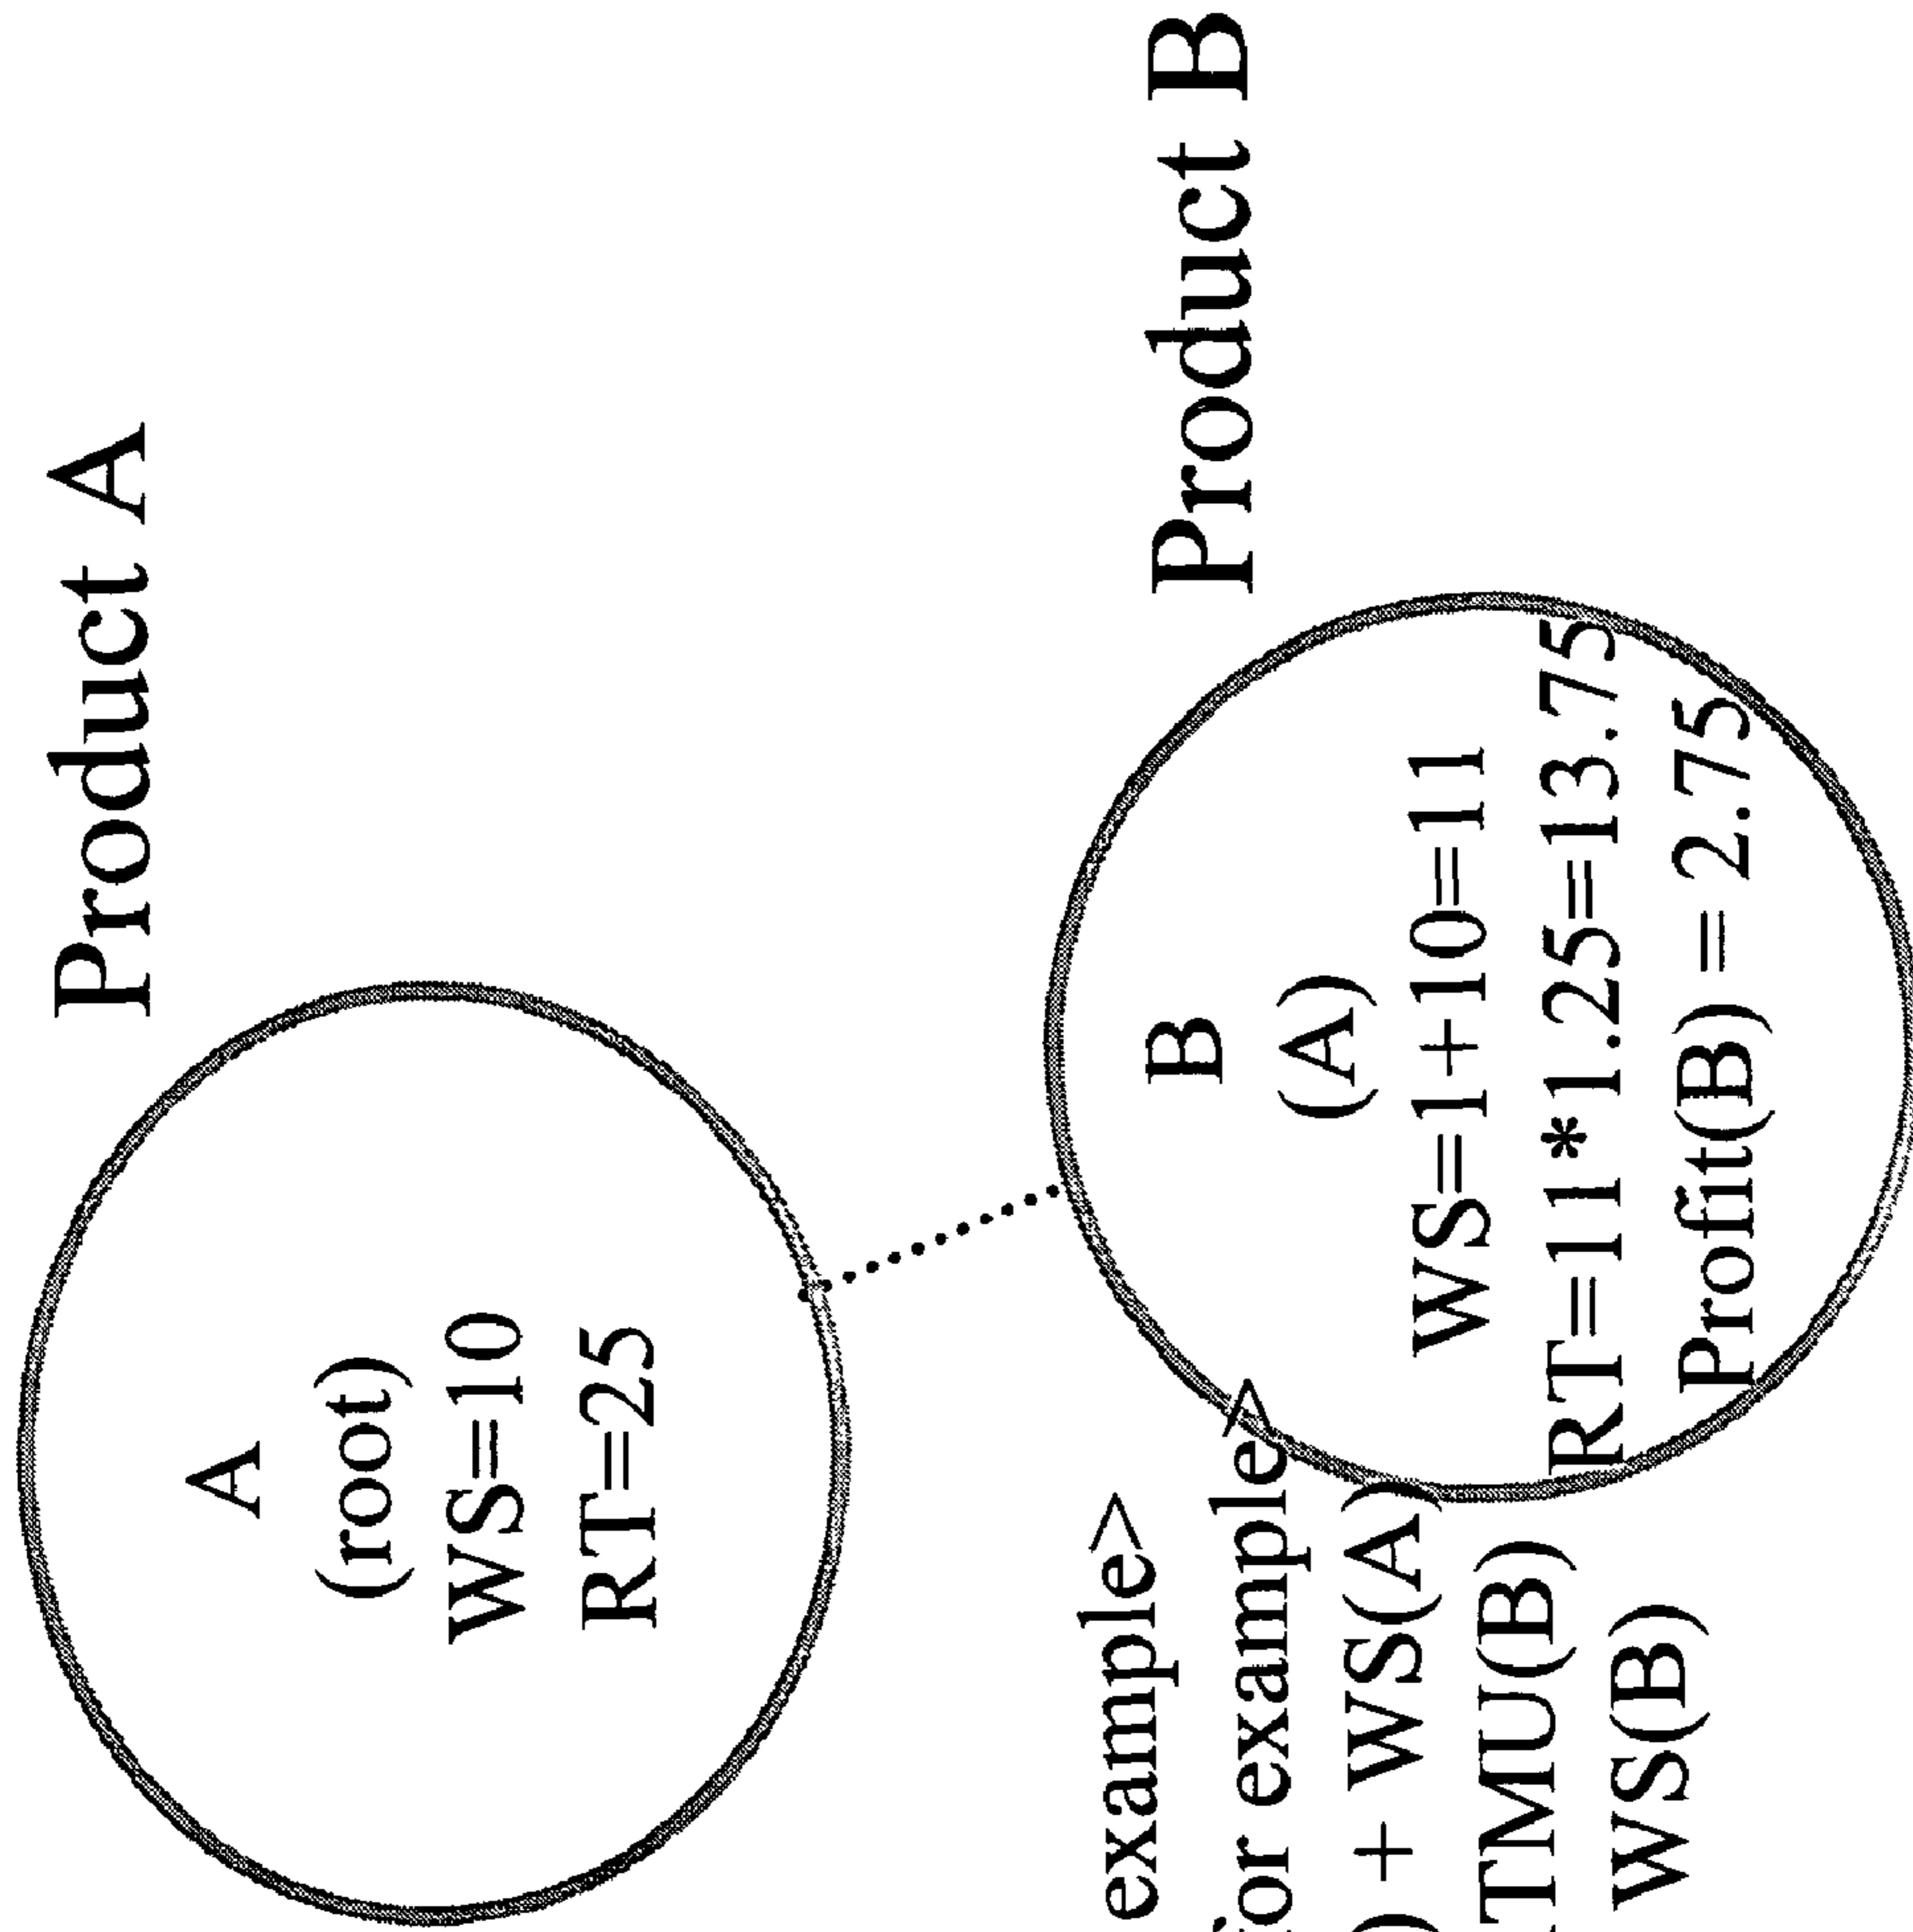 Product A
A
(root)
WS=10
RT=25
Product B
B
(A)
WS=1+10=11
RT=11*1.25=13.75
Profit(B) = 2.75
example>
for example>
) + WS(A)
TMU(B)
WS(B)